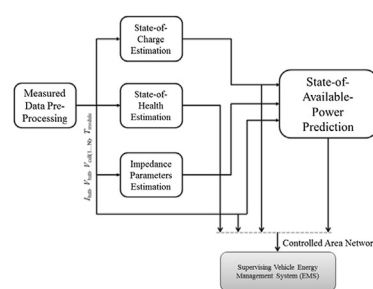 State-of-
Charge
Estimation
Measured
Data Pre-
Processing
State-of-
Health
Estimation
State-of-
Available-
Power
Prediction
Impedance
Parameters
Estimation
Controlled Area Network
Supervising Vehicle Energy
Management System (EMS)